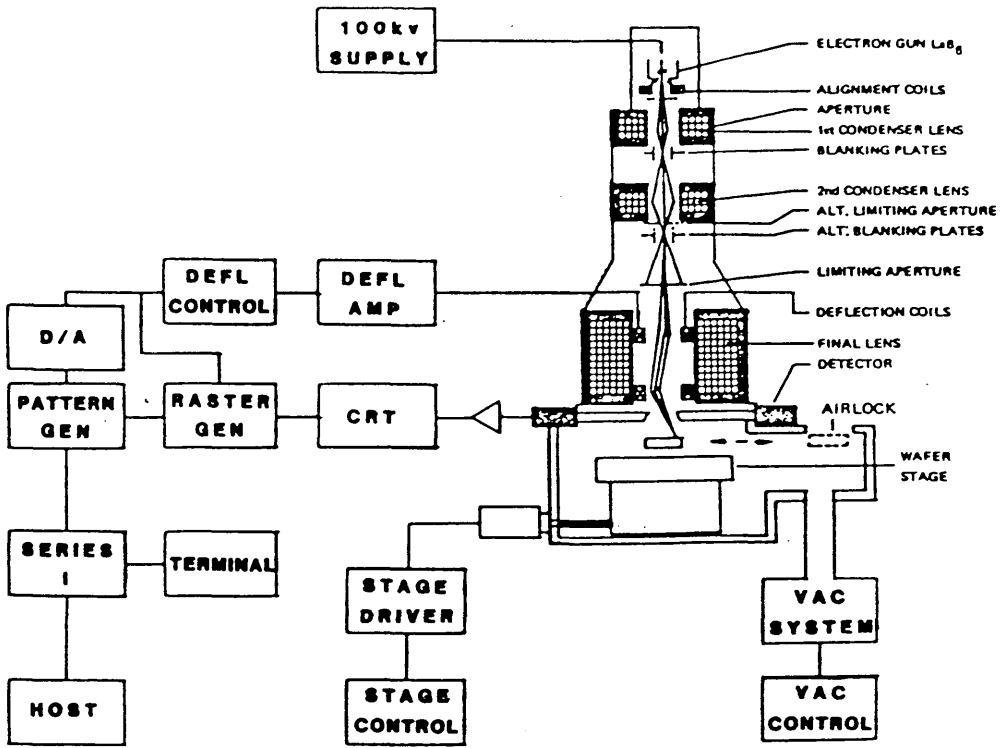 100kv
SUPPLY
ELECTRON GUN LaB6
ALIGNMENT COILS
APERTURE
1st CONDENSER LENS
BLANKING PLATES
2nd CONDENSER LENS
ALT. LIMITING APERTURE
ALT. BLANKING PLATES
LIMITING APERTURE
DEFLECTION COILS
FINAL LENS
DETECTOR
AIRLOCK
WAFER
STAGE
DEFL
CONTROL
DEFL
AMP
D/A
PATTERN
GEN
RASTER
GEN
CRT
SERIES
I
TERMINAL
STAGE
DRIVER
VAC
SYSTEM
HOST
STAGE
CONTROL
VAC
CONTROL